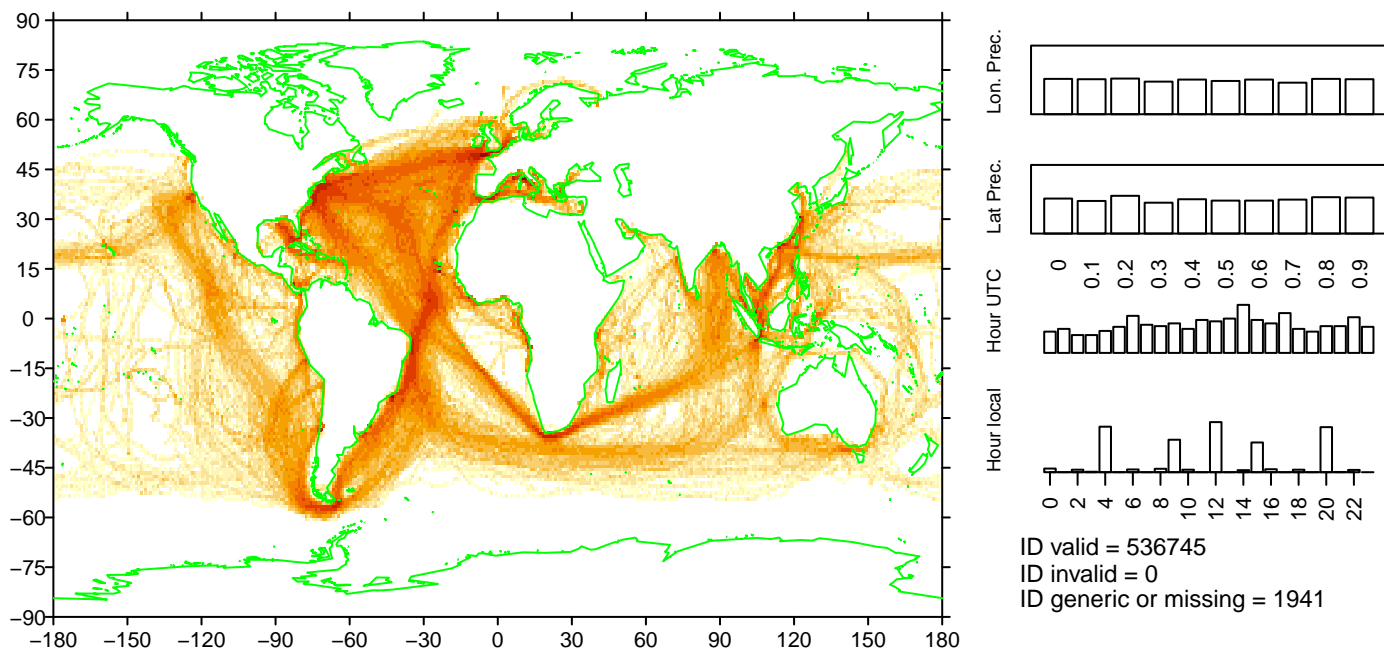 90
75
60
45
30
15
0
−15
−30
−45
−60
−75
−90
−180 −150 −120 −90 −60 −30 0 30 60 90 120 150 180
Lon. Prec.
Lat Prec.
0 0.1 0.2 0.3 0.4 0.5 0.6 0.7 0.8 0.9
Hour UTC
Hour local
0 2 4 6 8 10 12 14 16 18 20 22
ID valid = 536745
ID invalid = 0
ID generic or missing = 1941